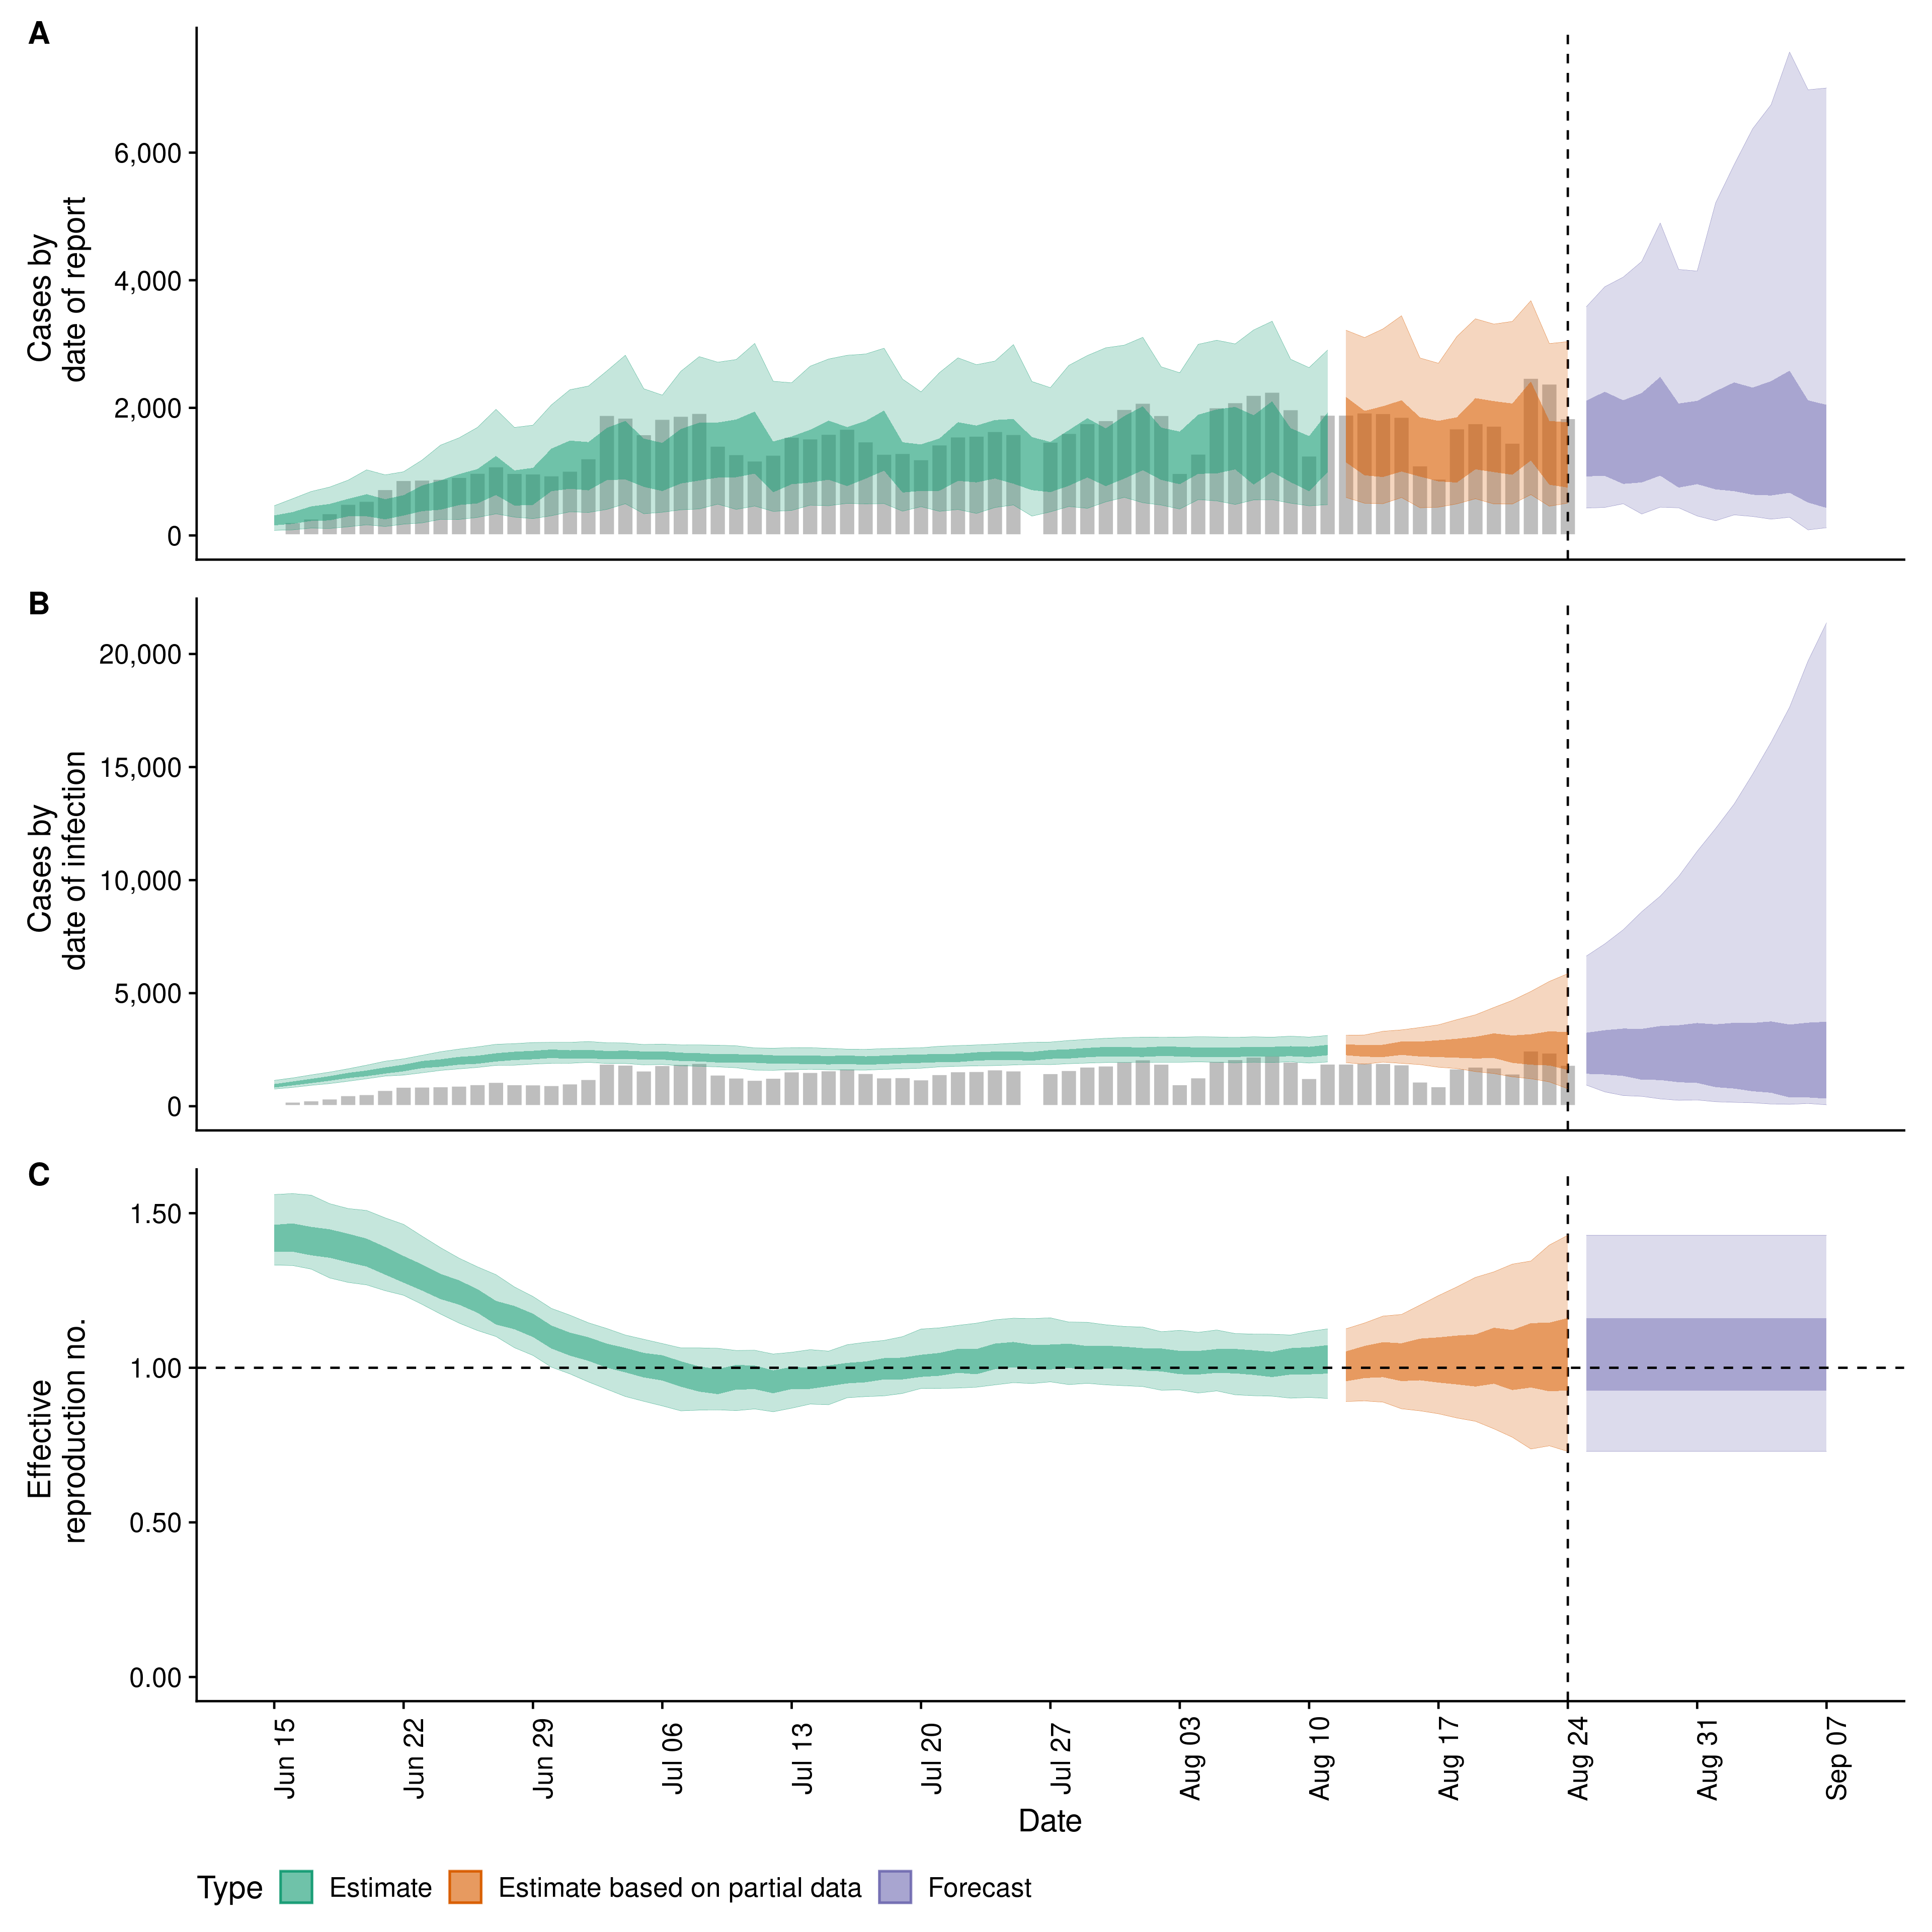 A
Cases by
date of report
6,000
4,000
2,000
0
B
Cases by
date of infection
20,000
15,000
10,000
5,000
0
C
Effective
reproduction no.
1.50
1.00
0.50
0.00
Jun 15
Jun 22
Jun 29
Jul 06
Jul 13
Jul 20
Jul 27
Aug 03
Aug 10
Aug 17
Aug 24
Aug 31
Sep 07
Date
Type Estimate Estimate based on partial data Forecast